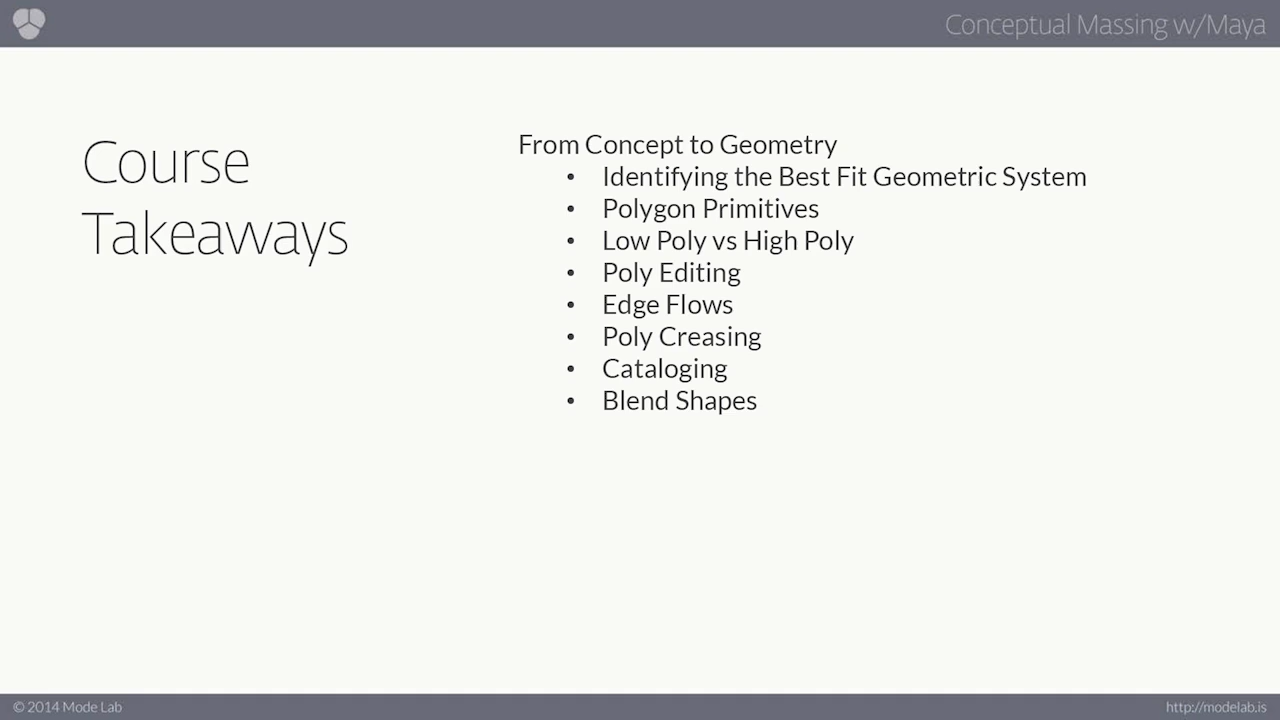 Conceptual Massing w/Maya
Course
Takeaways
From Concept to Geometry
• Identifying the Best Fit Geometric System
• Polygon Primitives
• Low Poly vs High Poly
• Poly Editing
• Edge Flows
• Poly Creasing
• Cataloging
• Blend Shapes
© 2014 Mode Lab
http://modelab.is